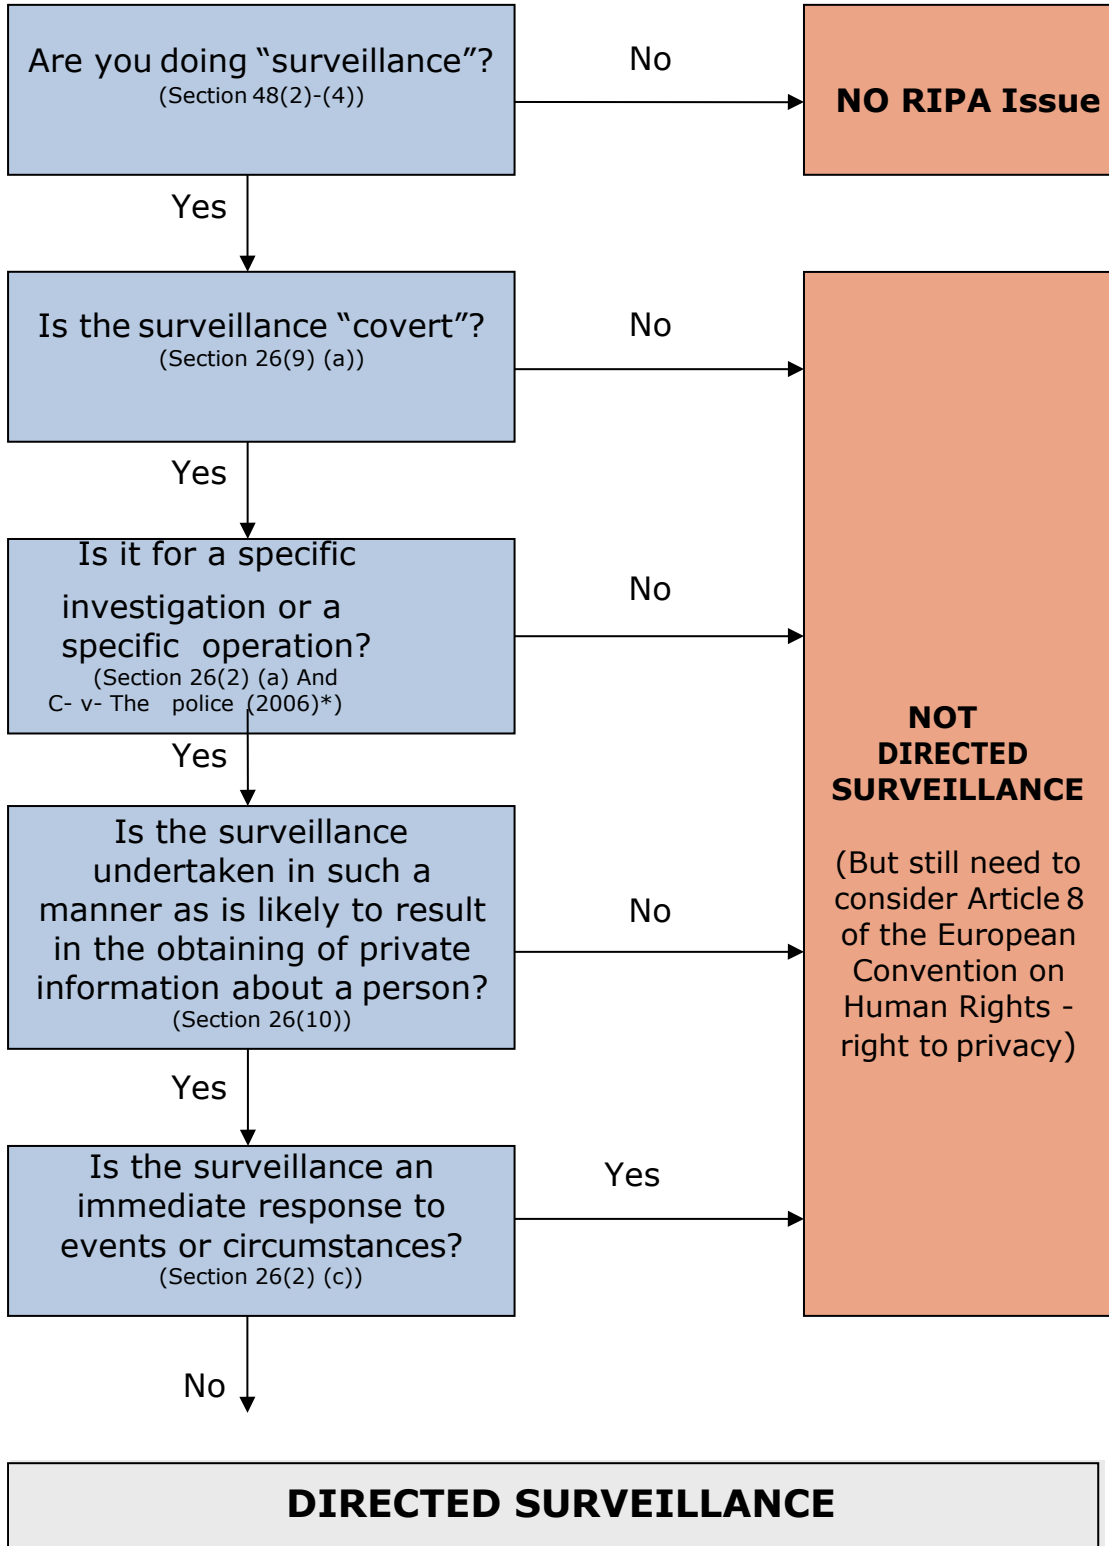 Are you doing “surveillance”?
(Section 48(2)-(4))
No
NO RIPA Issue
Yes
Is the surveillance “covert”?
(Section 26(9) (a))
No
Yes
Is it for a specific
investigation or a
specific operation?
(Section 26(2) (a) And
C- v- The police (2006)*)
No
Yes
Is the surveillance
undertaken in such a
manner as is likely to result
in the obtaining of private
information about a person?
(Section 26(10))
No
Yes
Is the surveillance an
immediate response to
events or circumstances?
(Section 26(2) (c))
Yes
No
NOT
DIRECTED
SURVEILLANCE
(But still need to
consider Article 8
of the European
Convention on
Human Rights -
right to privacy)
DIRECTED SURVEILLANCE